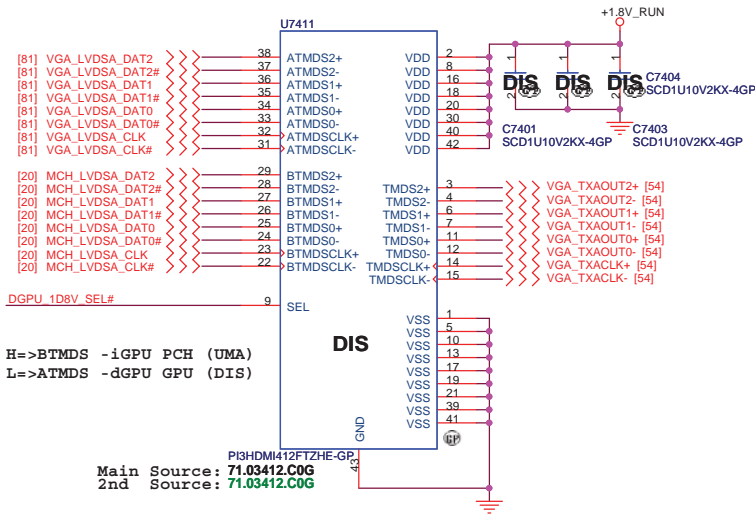 U7411
+1.8V_RUN
[81] VGA_LVDSA_DAT2 38 ATMDS2+ VDD 2
[81] VGA_LVDSA_DAT2# 37 ATMDS2- VDD 8
[81] VGA_LVDSA_DAT1 36 ATMDS1+ VDD 16
[81] VGA_LVDSA_DAT1# 35 ATMDS1- VDD 18
[81] VGA_LVDSA_DAT0 34 ATMDS0+ VDD 20
[81] VGA_LVDSA_DAT0# 33 ATMDS0- VDD 30
[81] VGA_LVDSA_CLK 32 ATMDSCLK+ VDD 40
[81] VGA_LVDSA_CLK# 31 ATMDSCLK- VDD 42
1 1 1
DIS DIS DIS
2 2 2
GP GP GP
C7404
SCD1U10V2KX-4GP
C7401 C7403
SCD1U10V2KX-4GP SCD1U10V2KX-4GP
[20] MCH_LVDSA_DAT2 29 BTMDS2+
[20] MCH_LVDSA_DAT2# 28 BTMDS2- TMDS2+ 3 VGA_TXAOUT2+ [54]
[20] MCH_LVDSA_DAT1 27 BTMDS1+ TMDS2- 4 VGA_TXAOUT2- [54]
[20] MCH_LVDSA_DAT1# 26 BTMDS1- TMDS1+ 6 VGA_TXAOUT1+ [54]
[20] MCH_LVDSA_DAT0 25 BTMDS0+ TMDS1- 7 VGA_TXAOUT1- [54]
[20] MCH_LVDSA_DAT0# 24 BTMDS0- TMDS0+ 11 VGA_TXAOUT0+ [54]
[20] MCH_LVDSA_CLK 23 BTMDSCLK+ TMDS0- 12 VGA_TXAOUT0- [54]
[20] MCH_LVDSA_CLK# 22 BTMDSCLK- TMDSCLK+ 14 VGA_TXACLK+ [54]
TMDSCLK- 15 VGA_TXACLK- [54]
DGPU_1D8V_SEL# 9 SEL
VSS 1
VSS 5
VSS 10
VSS 13
VSS 17
VSS 19
VSS 21
VSS 39
VSS 41
DIS
H=>BTMDS -iGPU PCH (UMA)
L=>ATMDS -dGPU GPU (DIS)
GND
43
GP
PI3HDMI412FTZHE-GP
Main Source: 71.03412.C0G
2nd Source: 71.03412.C0G